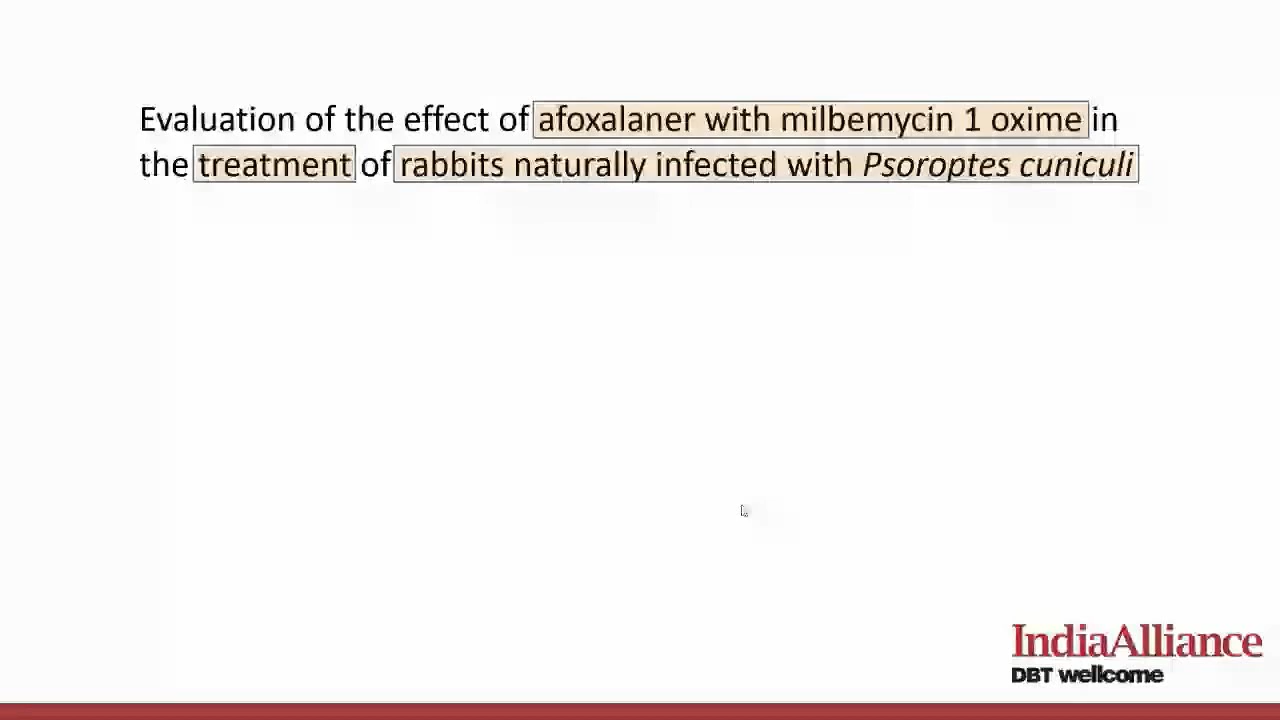 Evaluation of the effect of afoxalaner with milbemycin 1 oxime in
the treatment of rabbits naturally infected with Psoroptes cuniculi
IndiaAlliance
DBT wellcome